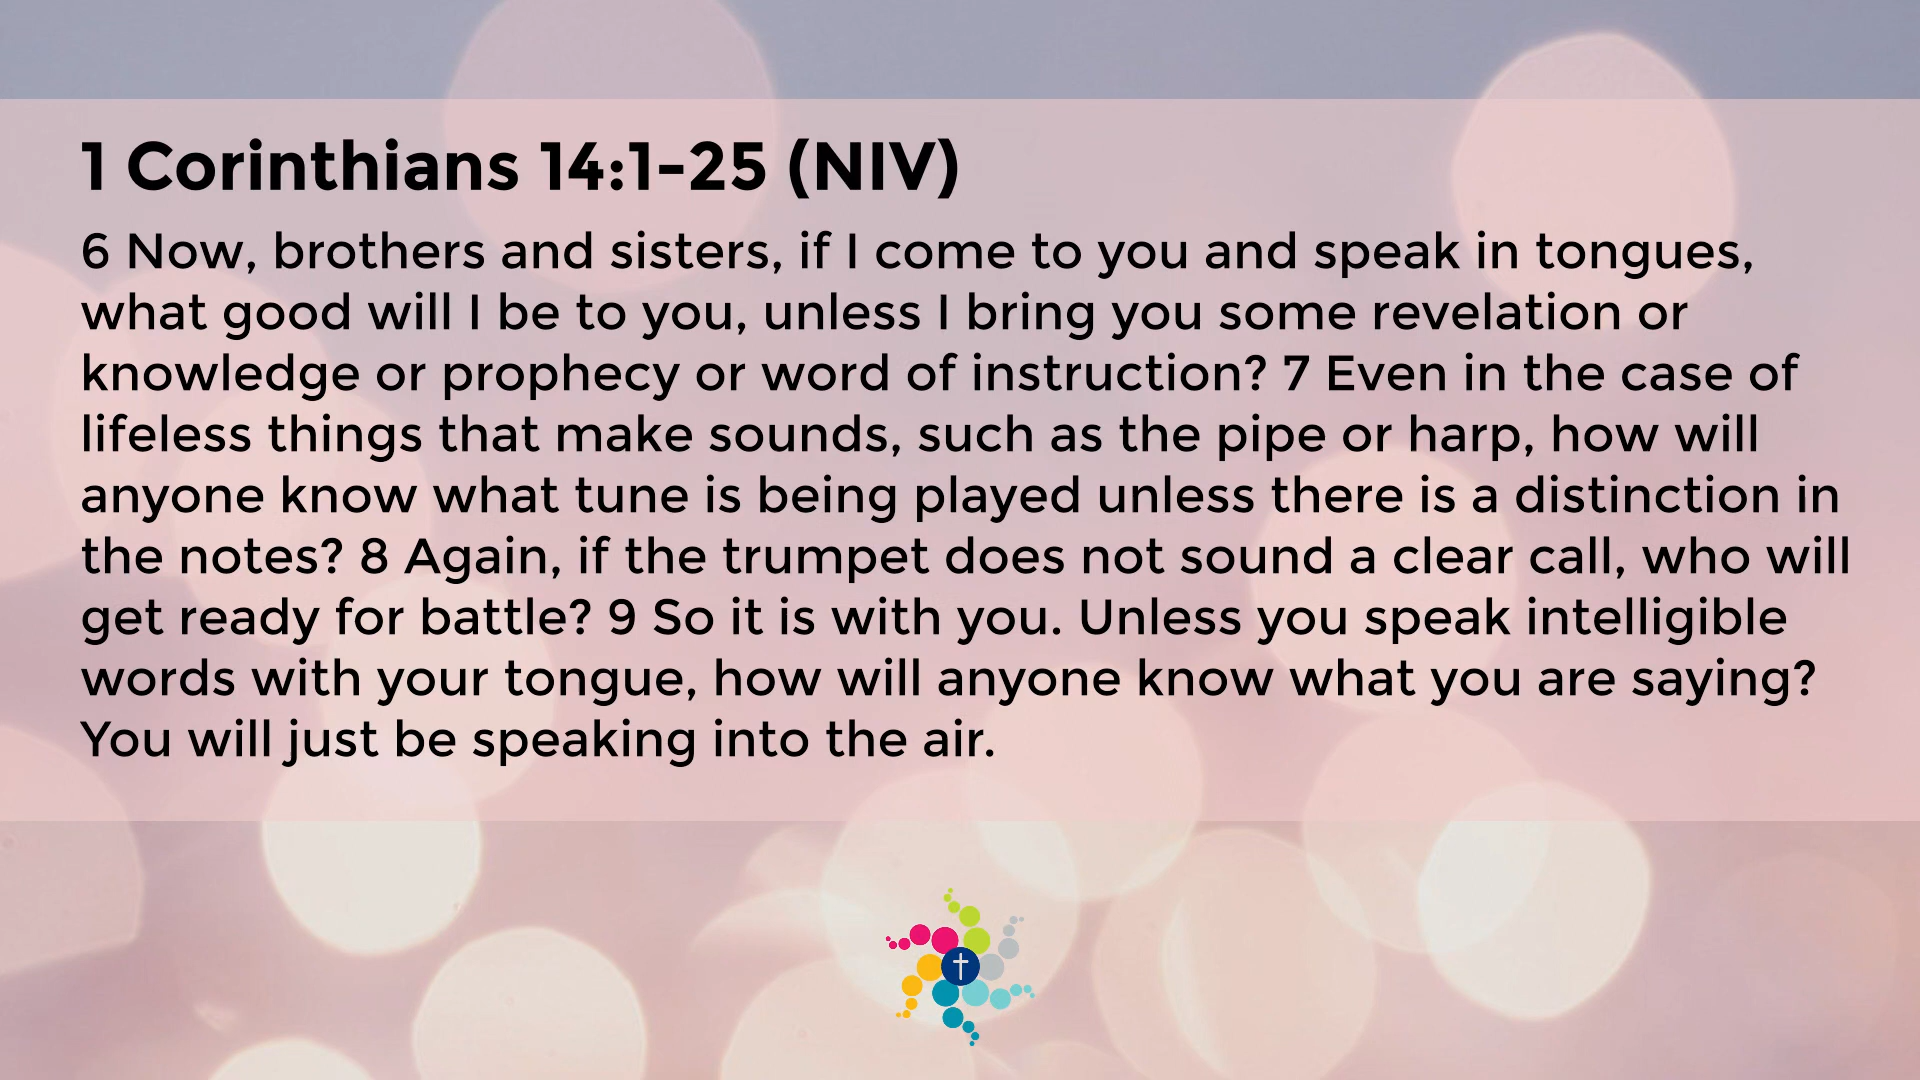 1 Corinthians 14:1-25 (NIV)
6 Now, brothers and sisters, if I come to you and speak in tongues,
what good will I be to you, unless I bring you some revelation or
knowledge or prophecy or word of instruction? 7 Even in the case of
lifeless things that make sounds, such as the pipe or harp, how will
anyone know what tune is being played unless there is a distinction in
the notes? 8 Again, if the trumpet does not sound a clear call, who will
get ready for battle? 9 So it is with you. Unless you speak intelligible
words with your tongue, how will anyone know what you are saying?
You will just be speaking into the air.